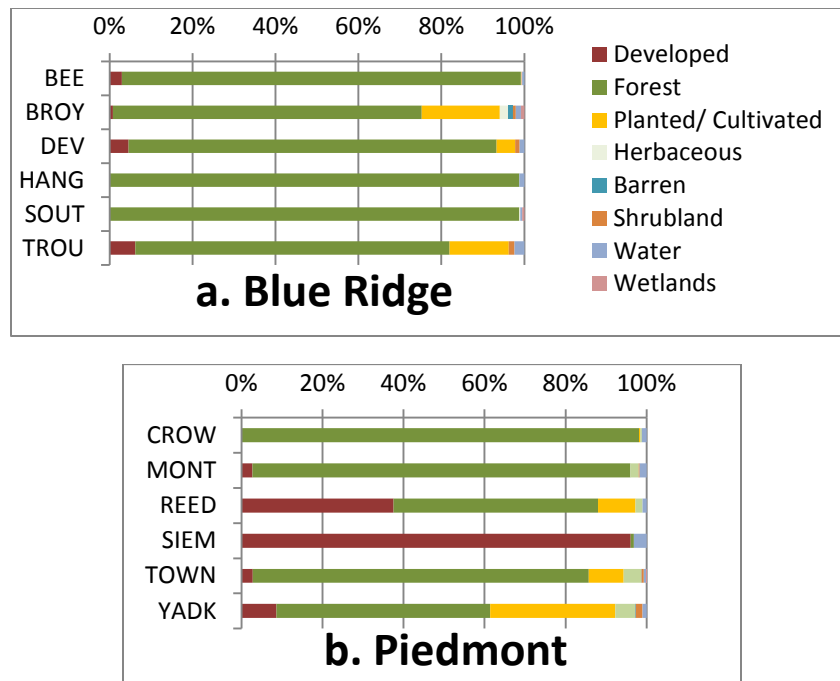 0% 20% 40% 60% 80% 100%
BEE
BROY
DEV
HANG
SOUT
TROU
a. Blue Ridge
Developed
Forest
Planted/ Cultivated
Herbaceous
Barren
Shrubland
Water
Wetlands
0% 20% 40% 60% 80% 100%
CROW
MONT
REED
SIEM
TOWN
YADK
b. Piedmont